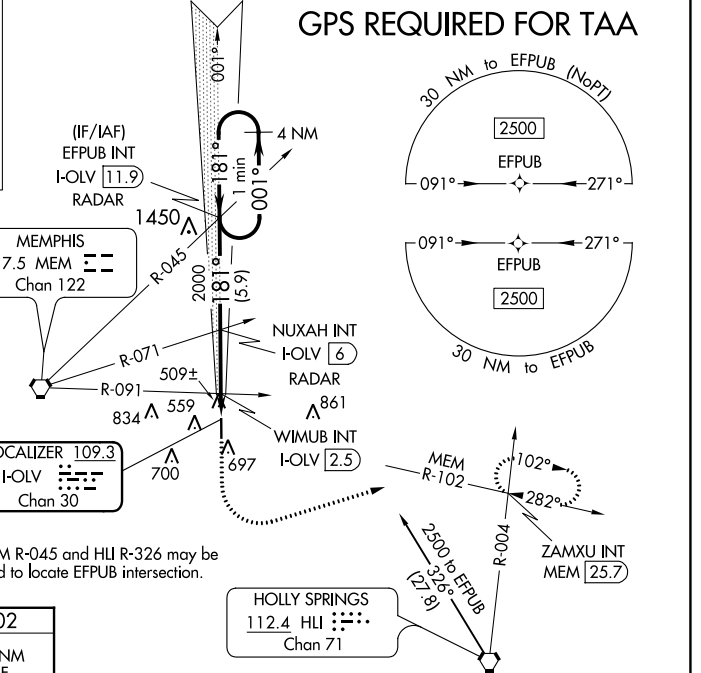 GPS REQUIRED FOR TAA
30 NM to EFPUB (NoPT)
2500
EFPUB
091°
271°
091°
271°
EFPUB
2500
30 NM to EFPUB
001°
4 NM
(IF/IAF)
EFPUB INT
I-OLV 11.9
RADAR
181°
1 min
001°
1450
MEMPHIS
7.5 MEM
Chan 122
R-045
2000
181°
(5.9)
NUXAH INT
I-OLV 6
RADAR
R-071
R-091
509±
834
559
861
WIMUB INT
I-OLV 2.5
OCALIZER 109.3
I-OLV
Chan 30
700
697
MEM
R-102
102°
282°
R-004
ZAMXU INT
MEM 25.7
M R-045 and HLI R-326 may be
d to locate EFPUB intersection.
2500 to EFPUB
326°
(27.8)
HOLLY SPRINGS
112.4 HLI
Chan 71
02
NM